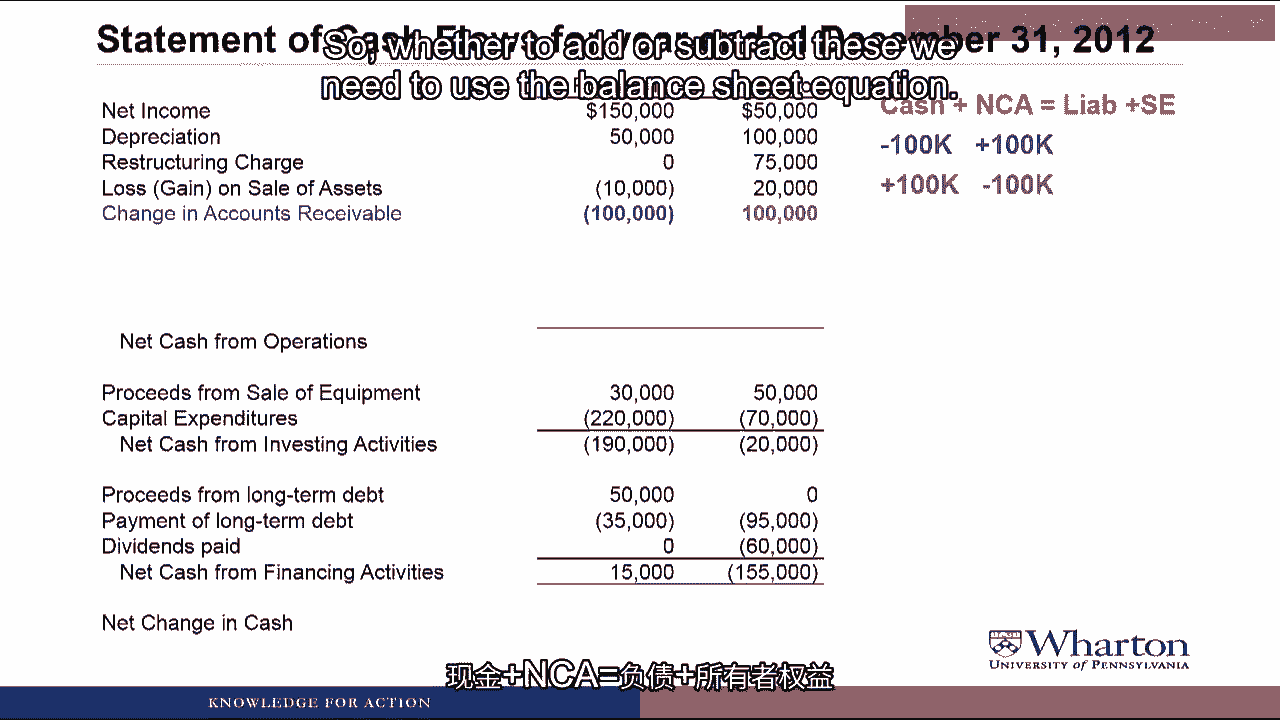 Statement of Cash Flows for year ended December 31, 2012
So, whether to add or subtract these we
need to use the balance sheet equation.
Cash + NCA = Liab +SE
Net Income $150,000 $50,000
Depreciation 50,000 100,000
-100K +100K
Restructuring Charge 0 75,000
Loss (Gain) on Sale of Assets (10,000) 20,000
+100K -100K
Change in Accounts Receivable (100,000) 100,000
Net Cash from Operations
Proceeds from Sale of Equipment 30,000 50,000
Capital Expenditures (220,000) (70,000)
Net Cash from Investing Activities (190,000) (20,000)
Proceeds from long-term debt 50,000 0
Payment of long-term debt (35,000) (95,000)
Dividends paid 0 (60,000)
Net Cash from Financing Activities 15,000 (155,000)
Net Change in Cash
Wharton
UNIVERSITY of PENNSYLVANIA
现金+NCA=负债+所有者权益
KNOWLEDGE FOR ACTION